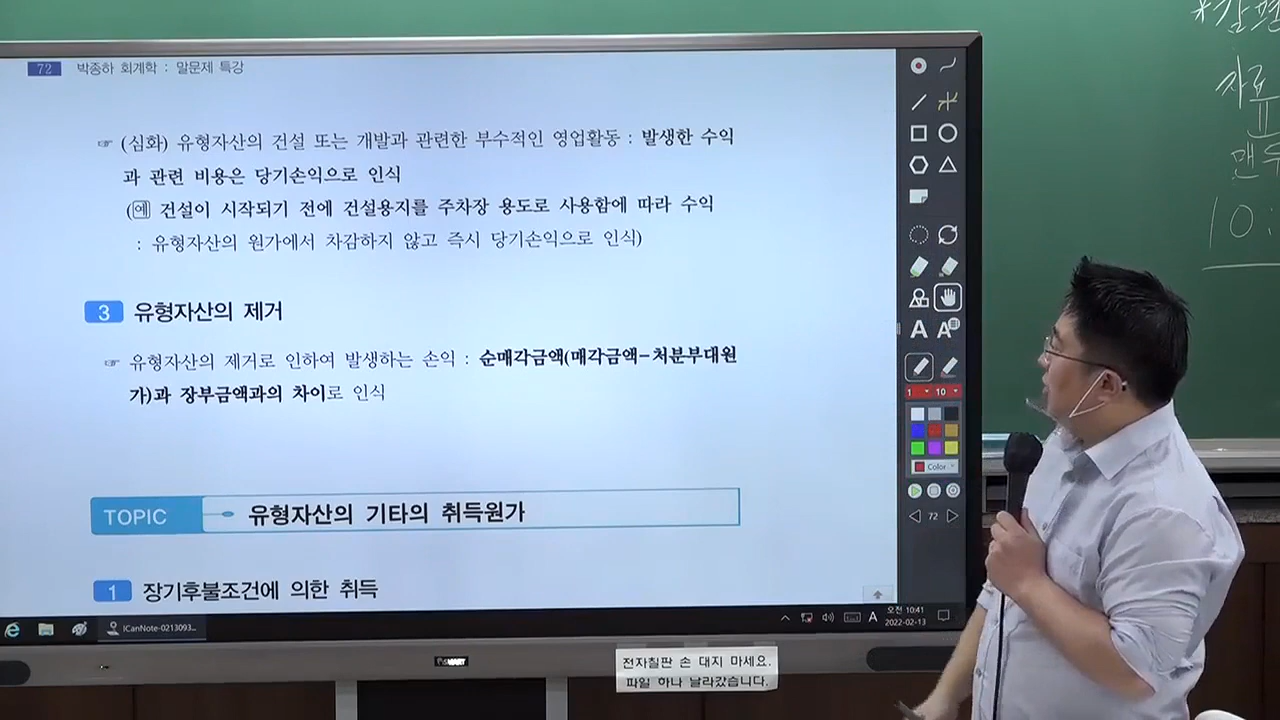 72 박종하 회계학 : 말문제 특강
☞ (심화) 유형자산의 건설 또는 개발과 관련한 부수적인 영업활동 : 발생한 수익
과 관련 비용은 당기손익으로 인식
(예 건설이 시작되기 전에 건설용지를 주차장 용도로 사용함에 따라 수익
: 유형자산의 원가에서 차감하지 않고 즉시 당기손익으로 인식)
3 유형자산의 제거
☞ 유형자산의 제거로 인하여 발생하는 손익 : 순매각금액(매각금액-처분부대원
가)과 장부금액과의 차이로 인식
TOPIC 유형자산의 기타의 취득원가
1 장기후불조건에 의한 취득
1 10
Color
72
ICanNote-0213093...
A 오전 10:41
2022-02-13
SMART
전자칠판 손 대지 마세요.
파일 하나 날라갔습니다.
자료
10: